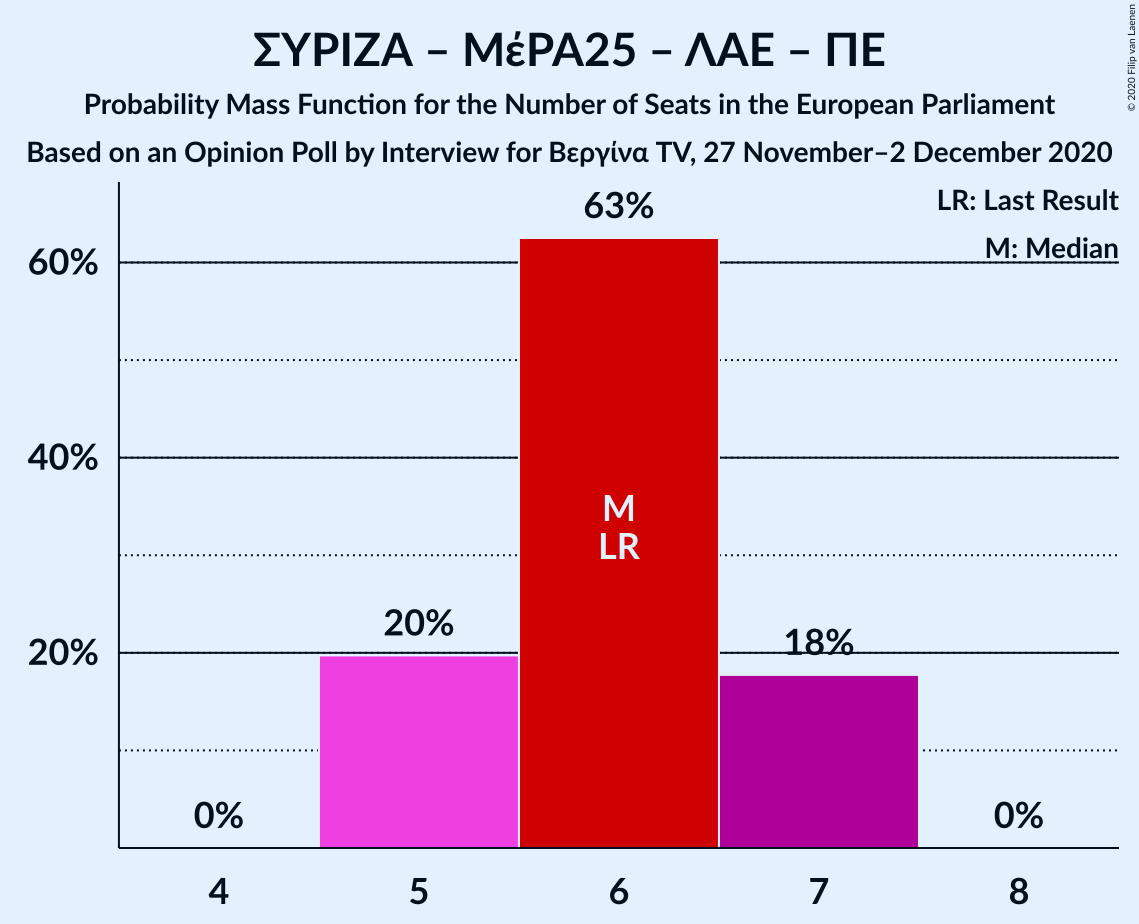 ΣΥΡΙΖΑ – ΜέΡΑ25 – ΛΑΕ – ΠΕ
Probability Mass Function for the Number of Seats in the European Parliament
Based on an Opinion Poll by Interview for Βεργίνα TV, 27 November–2 December 2020
© 2020 Filip van Laenen
LR: Last Result
M: Median
63%
60%
40%
M
LR
20%
20%
18%
0%
0%
4
5
6
7
8